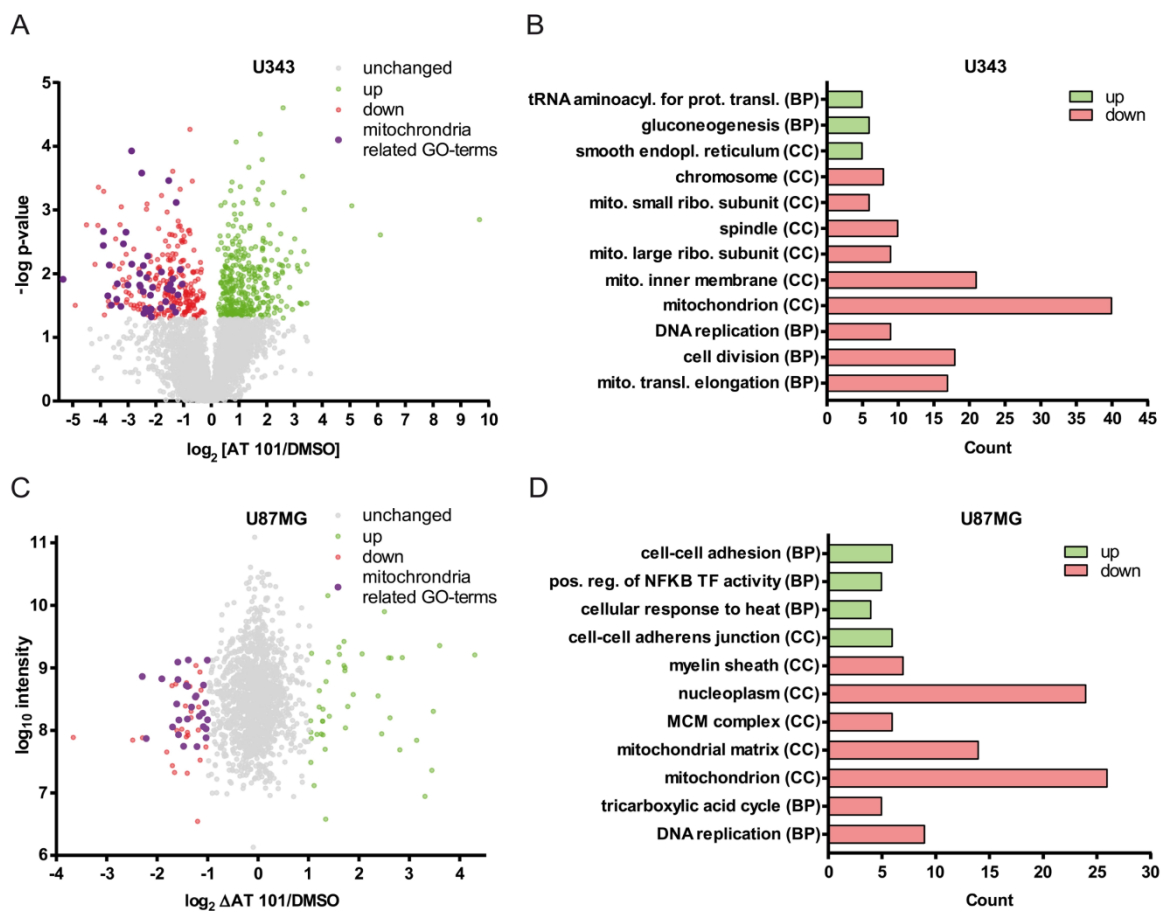 A
U343
unchanged
up
down
mitochrondria
related GO-terms
5
4
3
2
1
0
-log p-value
-5 -4 -3 -2 -1 0 1 2 3 4 5 6 7 8 9 10
log2 [AT 101/DMSO]
B
U343
up
down
tRNA aminoacyl. for prot. transl. (BP)
gluconeogenesis (BP)
smooth endopl. reticulum (CC)
chromosome (CC)
mito. small ribo. subunit (CC)
spindle (CC)
mito. large ribo. subunit (CC)
mito. inner membrane (CC)
mitochondrion (CC)
DNA replication (BP)
cell division (BP)
mito. transl. elongation (BP)
0 5 10 15 20 25 30 35 40 45
Count
C
U87MG
unchanged
up
down
mitochrondria
related GO-terms
11
10
9
8
7
6
log10 intensity
-4 -3 -2 -1 0 1 2 3 4
log2 ΔAT 101/DMSO
D
U87MG
up
down
cell-cell adhesion (BP)
pos. reg. of NFKB TF activity (BP)
cellular response to heat (BP)
cell-cell adherens junction (CC)
myelin sheath (CC)
nucleoplasm (CC)
MCM complex (CC)
mitochondrial matrix (CC)
mitochondrion (CC)
tricarboxylic acid cycle (BP)
DNA replication (BP)
0 5 10 15 20 25 30
Count